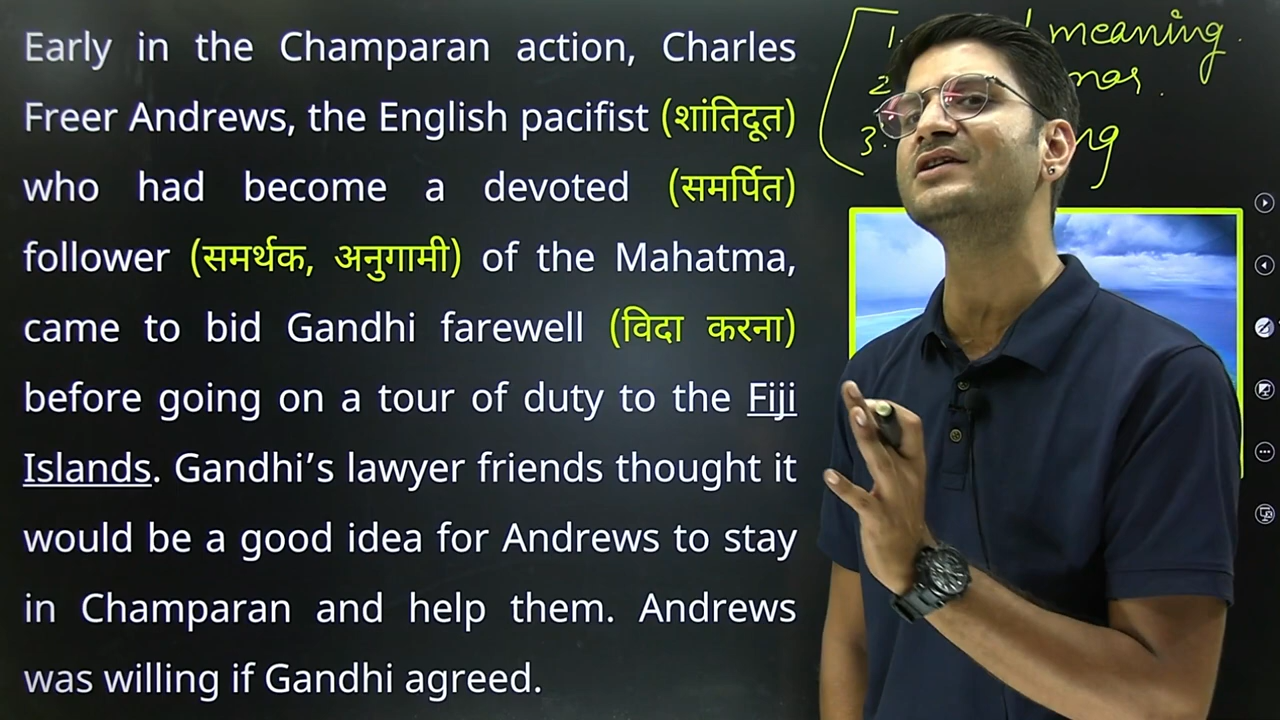 Early in the Champaran action, Charles
Freer Andrews, the English pacifist (शांतिदूत)
who had become a devoted (समर्पित)
follower (समर्थक, अनुगामी) of the Mahatma,
came to bid Gandhi farewell (विदा करना)
before going on a tour of duty to the Fiji
Islands. Gandhi’s lawyer friends thought it
would be a good idea for Andrews to stay
in Champaran and help them. Andrews
was willing if Gandhi agreed.
1. meaning.
2
3.